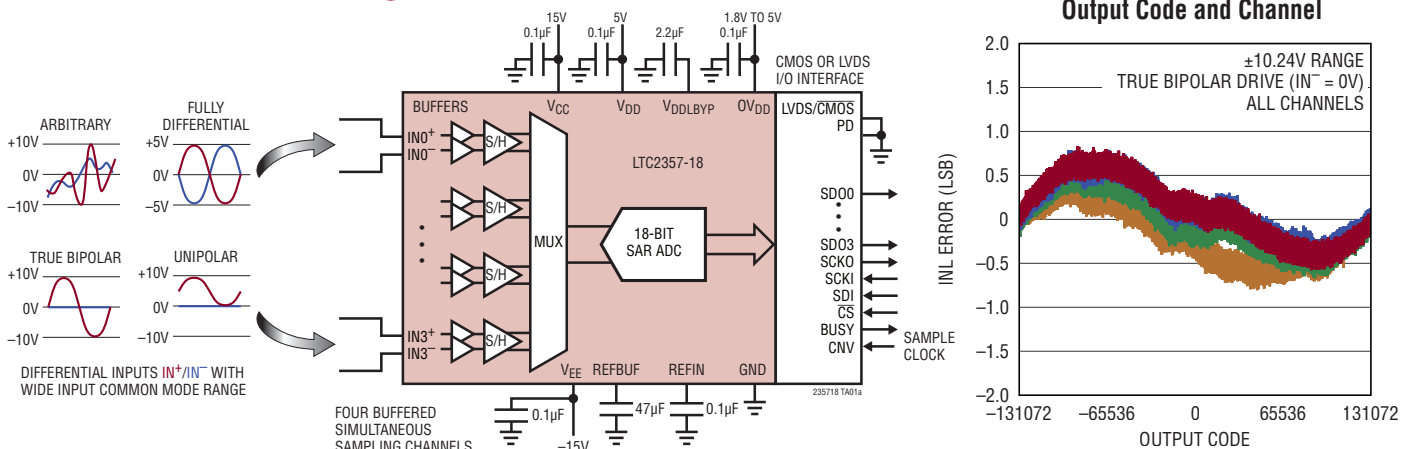 15V
5V
1.8V TO 5V
0.1µF
0.1µF
2.2µF
0.1µF
CMOS OR LVDS
I/O INTERFACE
BUFFERS
VCC
VDD
VDDLBYP
OVDD
LVDS/CMOS
PD
ARBITRARY
+10V
0V
–10V
FULLY
DIFFERENTIAL
+5V
0V
–5V
TRUE BIPOLAR
+10V
0V
–10V
UNIPOLAR
+10V
0V
–10V
DIFFERENTIAL INPUTS IN+/IN– WITH
WIDE INPUT COMMON MODE RANGE
IN0+
IN0–
S/H
S/H
S/H
IN3+
IN3–
S/H
MUX
LTC2357-18
18-BIT
SAR ADC
SDO0
SDO3
SCKO
SCKI
SDI
CS
BUSY
CNV
SAMPLE
CLOCK
VEE
REFBUF
REFIN
GND
235718 TA01a
0.1µF
47µF
0.1µF
–15V
FOUR BUFFERED
SIMULTANEOUS
SAMPLING CHANNELS
Output Code and Channel
±10.24V RANGE
TRUE BIPOLAR DRIVE (IN– = 0V)
ALL CHANNELS
INL ERROR (LSB)
2.0
1.5
1.0
0.5
0
–0.5
–1.0
–1.5
–2.0
–131072
–65536
0
65536
131072
OUTPUT CODE